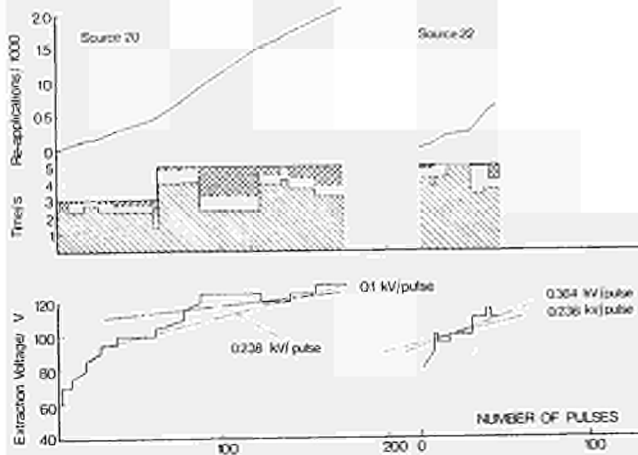 2.0
1.5
1.0
0.5
0
Re-applications / 1000
Source 20
Source 22
5
4
3
2
1
Time/s
120
100
80
60
40
Extraction Voltage/ V
0.1 kV/pulse
0.238 kV/pulse
0.364 kV/pulse
0.236 kV/pulse
NUMBER OF PULSES
100
200 0
100